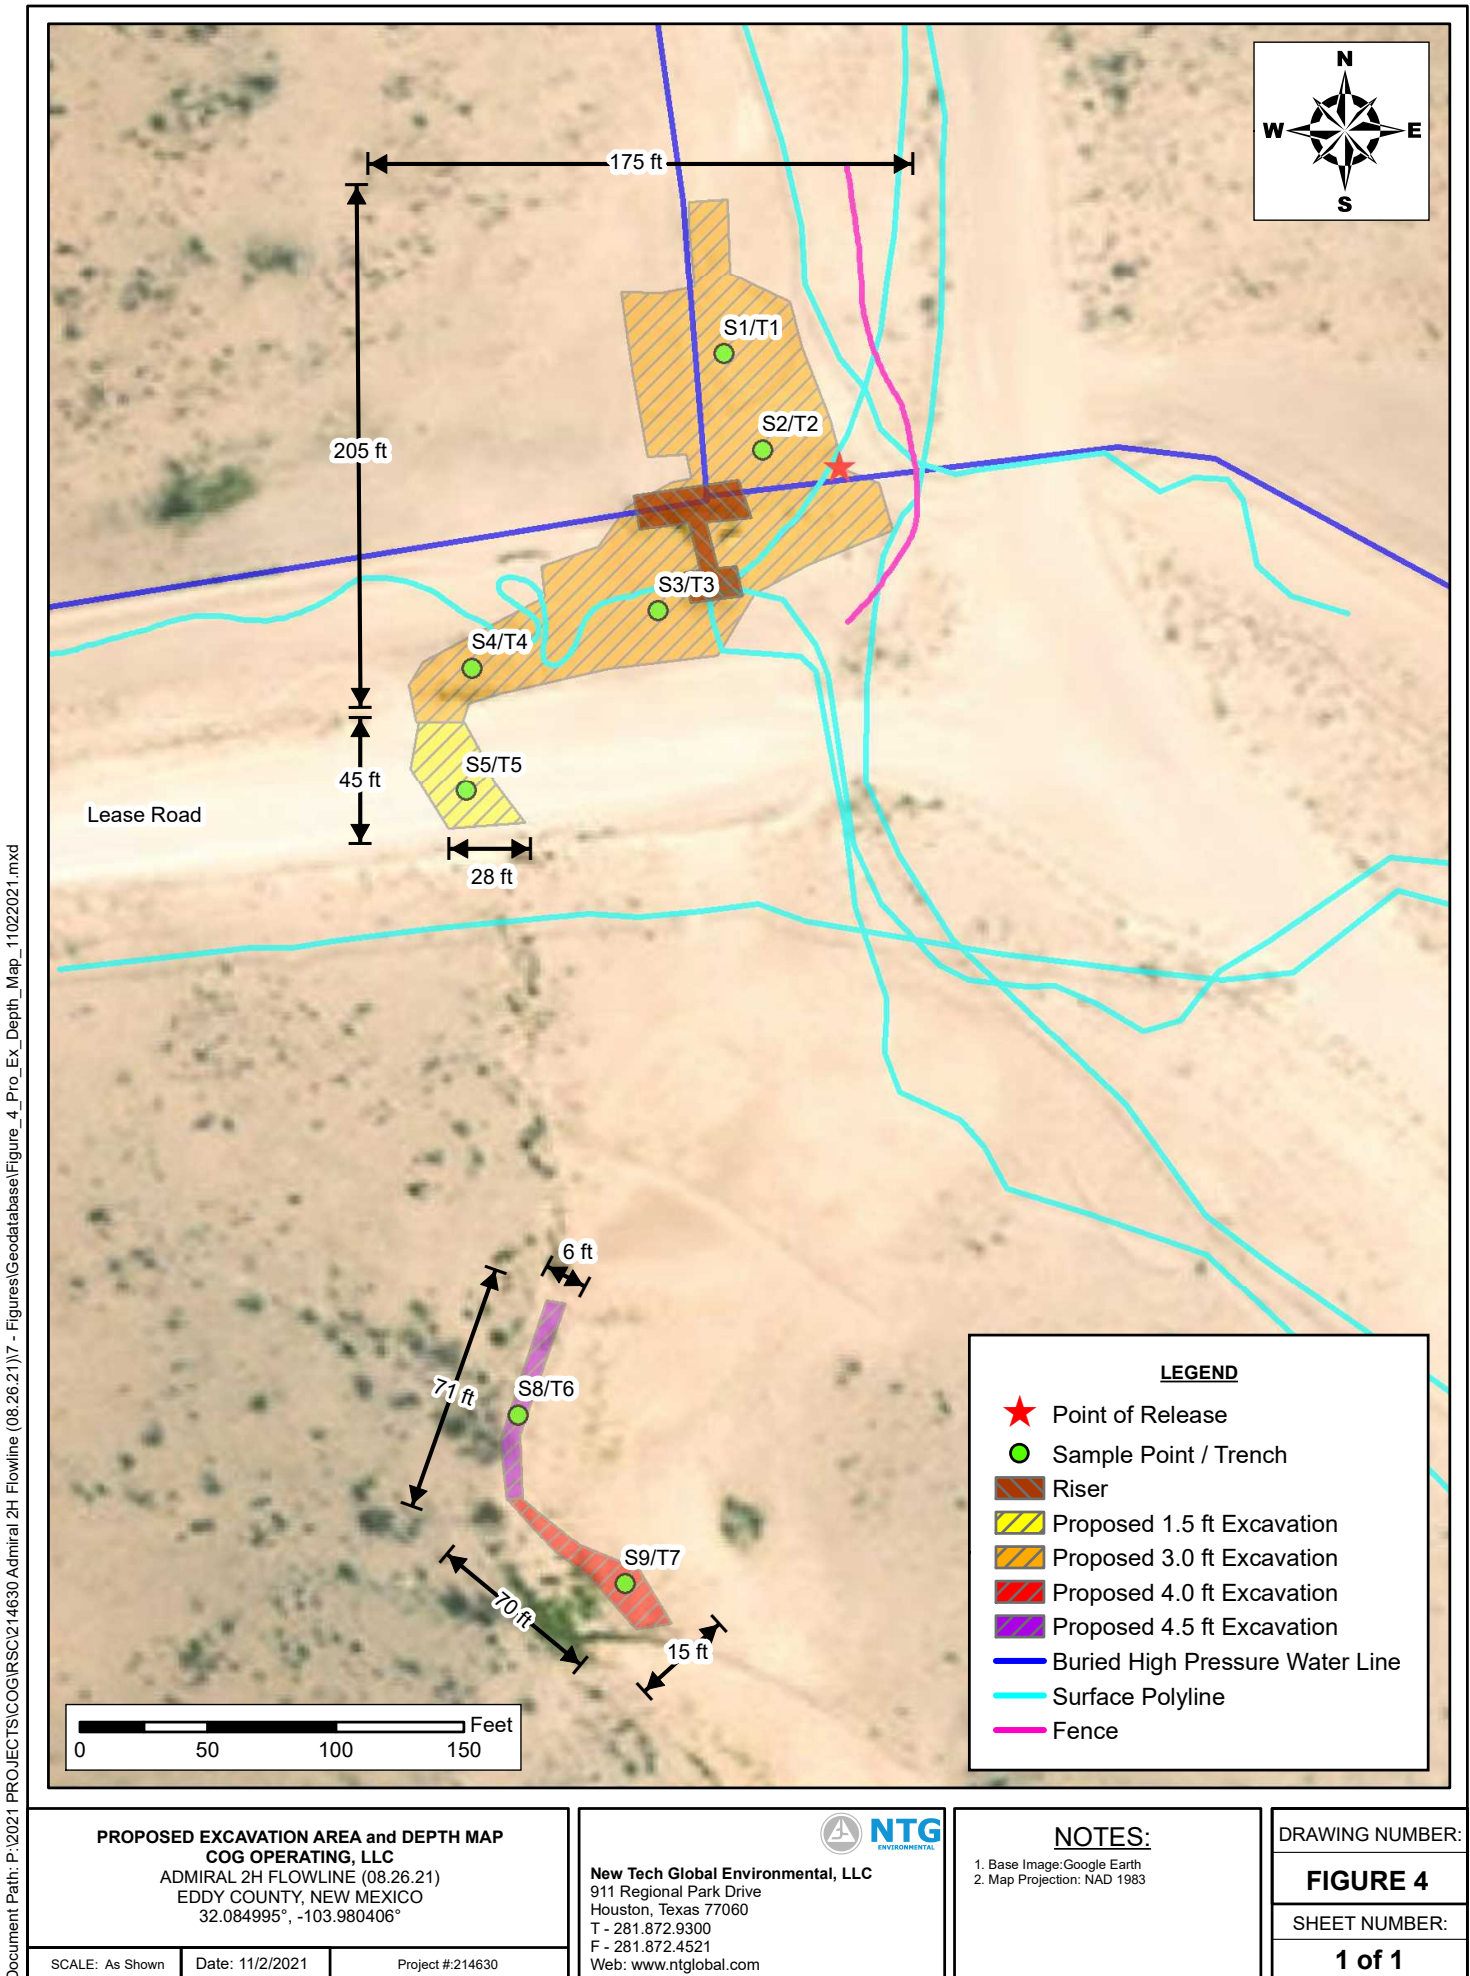 N
W E
S
175 ft
S1/T1
S2/T2
205 ft
S3/T3
S4/T4
S5/T5
45 ft
Lease Road
28 ft
6 ft
71 ft
S8/T6
S9/T7
70 ft
15 ft
LEGEND
Point of Release
Sample Point / Trench
Riser
Proposed 1.5 ft Excavation
Proposed 3.0 ft Excavation
Proposed 4.0 ft Excavation
Proposed 4.5 ft Excavation
Buried High Pressure Water Line
Surface Polyline
Fence
Feet
0 50 100 150
Document Path: P:\2021 PROJECTS\COG\RSC\214630 Admiral 2H Flowline (08.26.21)\7 - Figures\Geodatabase\Figure_4_Pro_Ex_Depth_Map_11022021.mxd
PROPOSED EXCAVATION AREA and DEPTH MAP
COG OPERATING, LLC
ADMIRAL 2H FLOWLINE (08.26.21)
EDDY COUNTY, NEW MEXICO
32.084995°, -103.980406°
SCALE: As Shown
Date: 11/2/2021
Project #:214630
NTG
ENVIRONMENTAL
New Tech Global Environmental, LLC
911 Regional Park Drive
Houston, Texas 77060
T - 281.872.9300
F - 281.872.4521
Web: www.ntglobal.com
NOTES:
1. Base Image:Google Earth
2. Map Projection: NAD 1983
DRAWING NUMBER:
FIGURE 4
SHEET NUMBER:
1 of 1